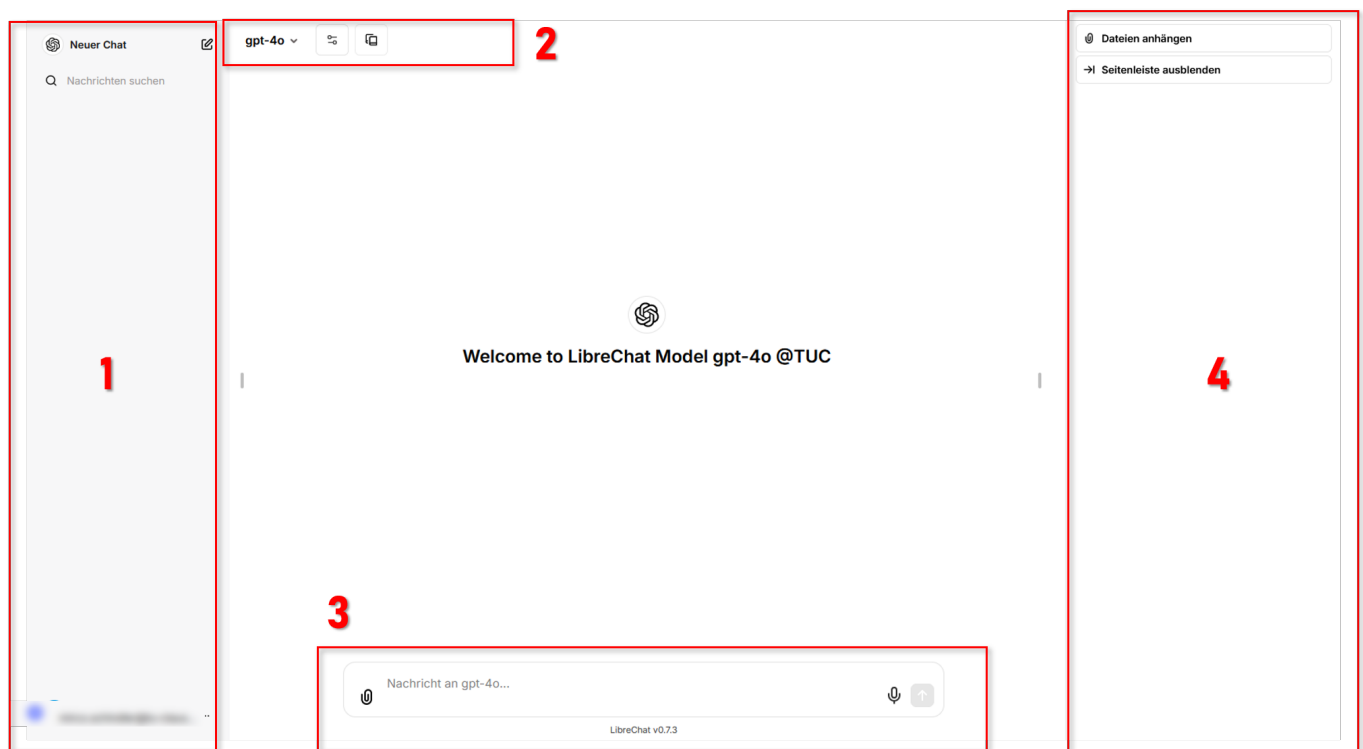 Neuer Chat
Nachrichten suchen
1
gpt-4o
2
Welcome to LibreChat Model gpt-4o @TUC
3
Nachricht an gpt-4o...
LibreChat v0.7.3
Dateien anhängen
Seitenleiste ausblenden
4